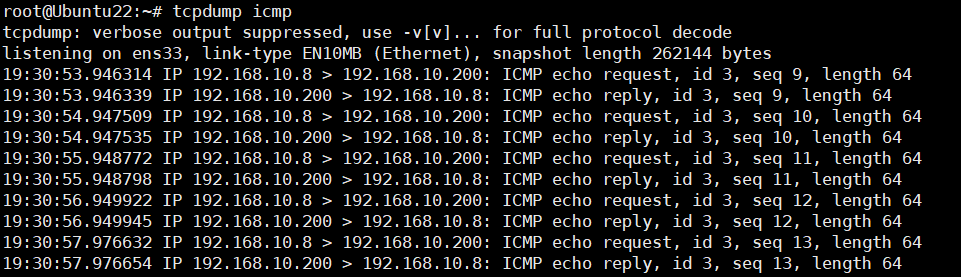 root@Ubuntu22:~# tcpdump icmp
tcpdump: verbose output suppressed, use -v[v]... for full protocol decode
listening on ens33, link-type EN10MB (Ethernet), snapshot length 262144 bytes
19:30:53.946314 IP 192.168.10.8 > 192.168.10.200: ICMP echo request, id 3, seq 9, length 64
19:30:53.946339 IP 192.168.10.200 > 192.168.10.8: ICMP echo reply, id 3, seq 9, length 64
19:30:54.947509 IP 192.168.10.8 > 192.168.10.200: ICMP echo request, id 3, seq 10, length 64
19:30:54.947535 IP 192.168.10.200 > 192.168.10.8: ICMP echo reply, id 3, seq 10, length 64
19:30:55.948772 IP 192.168.10.8 > 192.168.10.200: ICMP echo request, id 3, seq 11, length 64
19:30:55.948798 IP 192.168.10.200 > 192.168.10.8: ICMP echo reply, id 3, seq 11, length 64
19:30:56.949922 IP 192.168.10.8 > 192.168.10.200: ICMP echo request, id 3, seq 12, length 64
19:30:56.949945 IP 192.168.10.200 > 192.168.10.8: ICMP echo reply, id 3, seq 12, length 64
19:30:57.976632 IP 192.168.10.8 > 192.168.10.200: ICMP echo request, id 3, seq 13, length 64
19:30:57.976654 IP 192.168.10.200 > 192.168.10.8: ICMP echo reply, id 3, seq 13, length 64